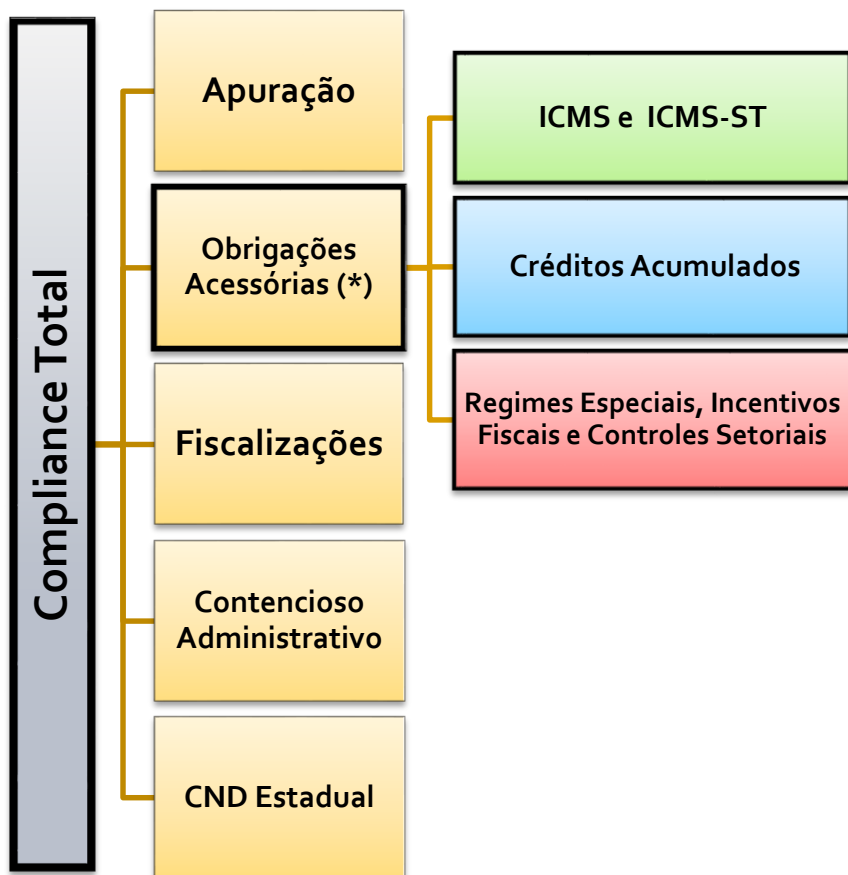 Compliance Total
Apuração
Obrigações
Acessórias (*)
Fiscalizações
Contencioso
Administrativo
CND Estadual
ICMS e ICMS-ST
Créditos Acumulados
Regimes Especiais, Incentivos
Fiscais e Controles Setoriais